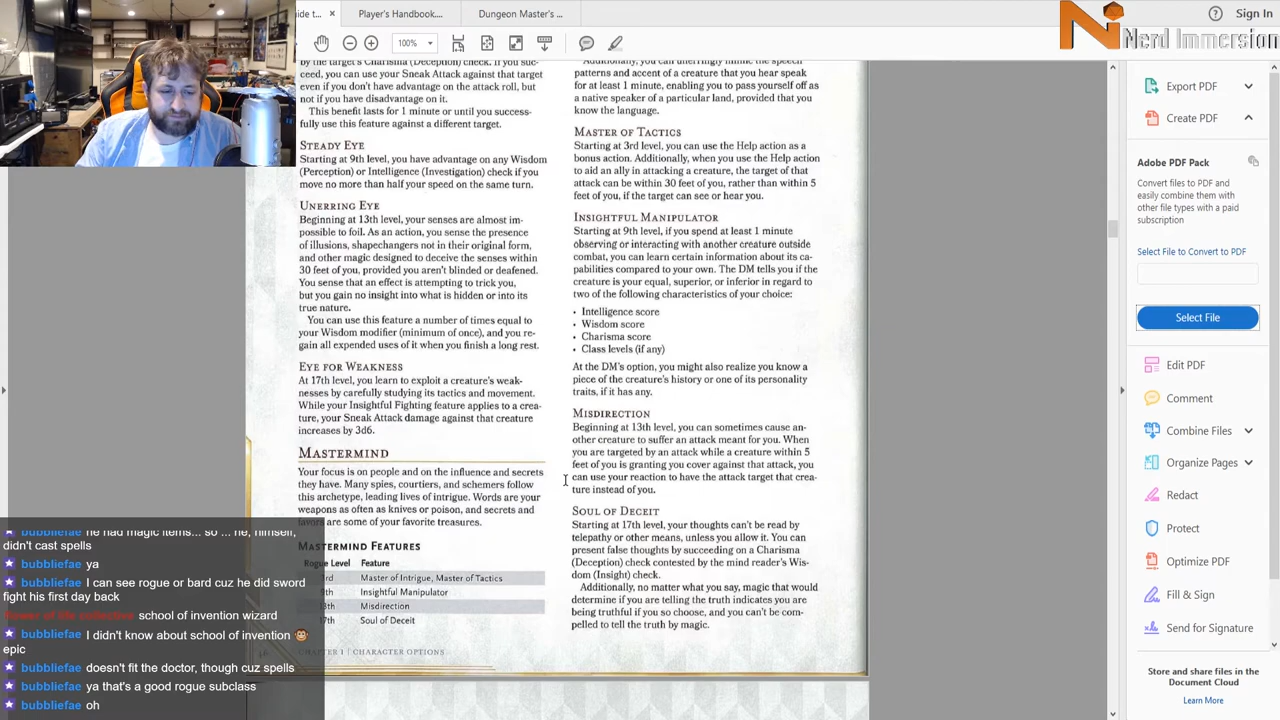 ide t...
Player's Handbook....
Dungeon Master's ...
Sign In
Nerd Immersion
100%
by the target's Charisma (Deception) check. If you suc-
ceed, you can use your Sneak Attack against that target
even if you don't have advantage on the attack roll, but
not if you have disadvantage on it.
This benefit lasts for 1 minute or until you success-
fully use this feature against a different target.
STEADY EYE
Starting at 9th level, you have advantage on any Wisdom
(Perception) or Intelligence (Investigation) check if you
move no more than half your speed on the same turn.
UNERRING EYE
Beginning at 13th level, your senses are almost im-
possible to foil. As an action, you sense the presence
of illusions, shapechangers not in their original form,
and other magic designed to deceive the senses within
30 feet of you, provided you aren't blinded or deafened.
You sense that an effect is attempting to trick you,
but you gain no insight into what is hidden or into its
true nature.
You can use this feature a number of times equal to
your Wisdom modifier (minimum of once), and you re-
gain all expended uses of it when you finish a long rest.
EYE FOR WEAKNESS
At 17th level, you learn to exploit a creature's weak-
nesses by carefully studying its tactics and movement.
While your Insightful Fighting feature applies to a crea-
ture, your Sneak Attack damage against that creature
increases by 3d6.
MASTERMIND
Your focus is on people and on the influence and secrets
they have. Many spies, courtiers, and schemers follow
this archetype, leading lives of intrigue. Words are your
weapons as often as knives or poison, and secrets and
favors are some of your favorite treasures.
MASTERMIND FEATURES
Rogue Level Feature
3rd Master of Intrigue, Master of Tactics
9th Insightful Manipulator
13th Misdirection
17th Soul of Deceit
CHAPTER 1 | CHARACTER OPTIONS
Additionally, you can unerringly mimic the speech
patterns and accent of a creature that you hear speak
for at least 1 minute, enabling you to pass yourself off as
a native speaker of a particular land, provided that you
know the language.
MASTER OF TACTICS
Starting at 3rd level, you can use the Help action as a
bonus action. Additionally, when you use the Help action
to aid an ally in attacking a creature, the target of that
attack can be within 30 feet of you, rather than within 5
feet of you, if the target can see or hear you.
INSIGHTFUL MANIPULATOR
Starting at 9th level, if you spend at least 1 minute
observing or interacting with another creature outside
combat, you can learn certain information about its ca-
pabilities compared to your own. The DM tells you if the
creature is your equal, superior, or inferior in regard to
two of the following characteristics of your choice:
• Intelligence score
• Wisdom score
• Charisma score
• Class levels (if any)
At the DM's option, you might also realize you know a
piece of the creature's history or one of its personality
traits, if it has any.
MISDIRECTION
Beginning at 13th level, you can sometimes cause an-
other creature to suffer an attack meant for you. When
you are targeted by an attack while a creature within 5
feet of you is granting you cover against that attack, you
can use your reaction to have the attack target that crea-
ture instead of you.
SOUL OF DECEIT
Starting at 17th level, your thoughts can't be read by
telepathy or other means, unless you allow it. You can
present false thoughts by succeeding on a Charisma
(Deception) check contested by the mind reader's Wis-
dom (Insight) check.
Additionally, no matter what you say, magic that would
determine if you are telling the truth indicates you are
being truthful if you so choose, and you can't be com-
pelled to tell the truth by magic.
bubbliefae he had magic items... so ... he, himself,
didn't cast spells
bubbliefae ya
bubbliefae I can see rogue or bard cuz he did sword
fight his first day back
school of invention wizard
bubbliefae I didn't know about school of invention
epic
bubbliefae doesn't fit the doctor, though cuz spells
bubbliefae ya that's a good rogue subclass
bubbliefae oh
Export PDF
Create PDF
Adobe PDF Pack
Convert files to PDF and
easily combine them with
other file types with a paid
subscription
Select File to Convert to PDF
Select File
Edit PDF
Comment
Combine Files
Organize Pages
Redact
Protect
Optimize PDF
Fill & Sign
Send for Signature
Store and share files in the
Document Cloud
Learn More